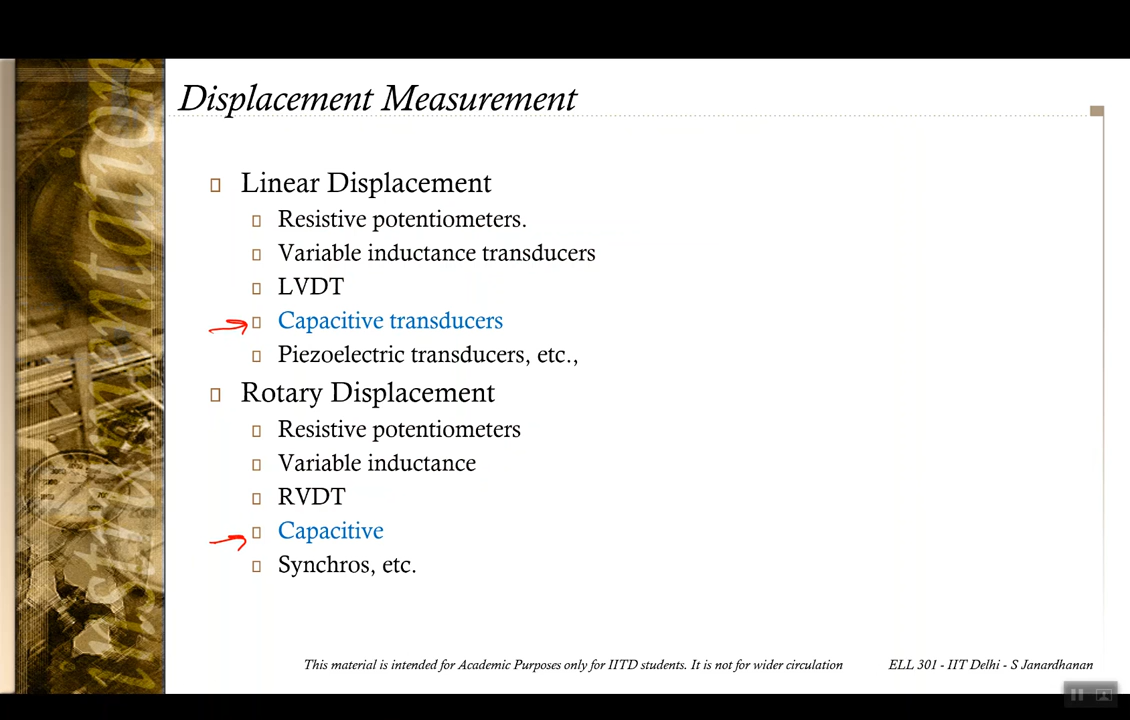 Displacement Measurement
Linear Displacement
Resistive potentiometers.
Variable inductance transducers
LVDT
Capacitive transducers
Piezoelectric transducers, etc.,
Rotary Displacement
Resistive potentiometers
Variable inductance
RVDT
Capacitive
Synchros, etc.
This material is intended for Academic Purposes only for IITD students. It is not for wider circulation
ELL 301 - IIT Delhi - S Janardhanan